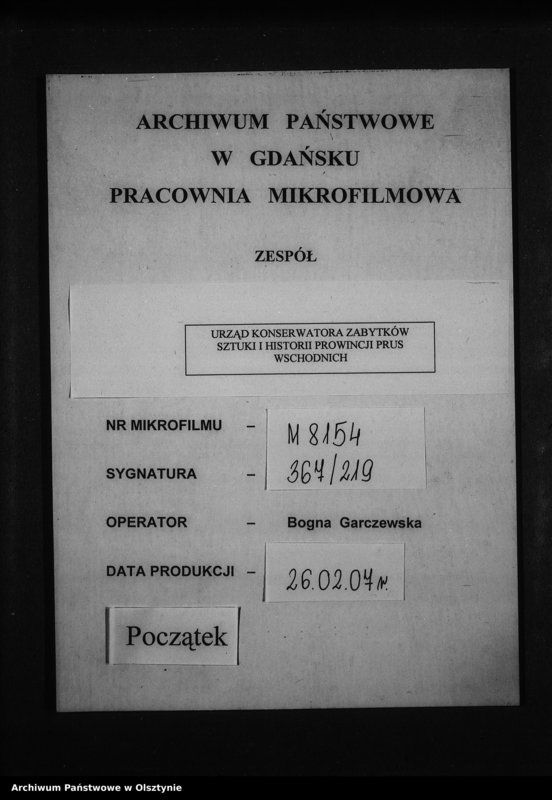 ARCHIWUM PAŃSTWOWE
W GDAŃSKU
PRACOWNIA MIKROFILMOWA
ZESPÓŁ
URZĄD KONSERWATORA ZABYTKÓW
SZTUKI I HISTORII PROWINCJI PRUS
WSCHODNICH
NR MIKROFILMU – M 8154
SYGNATURA – 367/219
OPERATOR – Bogna Garczewska
DATA PRODUKCJI – 26.02.07 r.
Początek
Archiwum Państwowe w Olsztynie